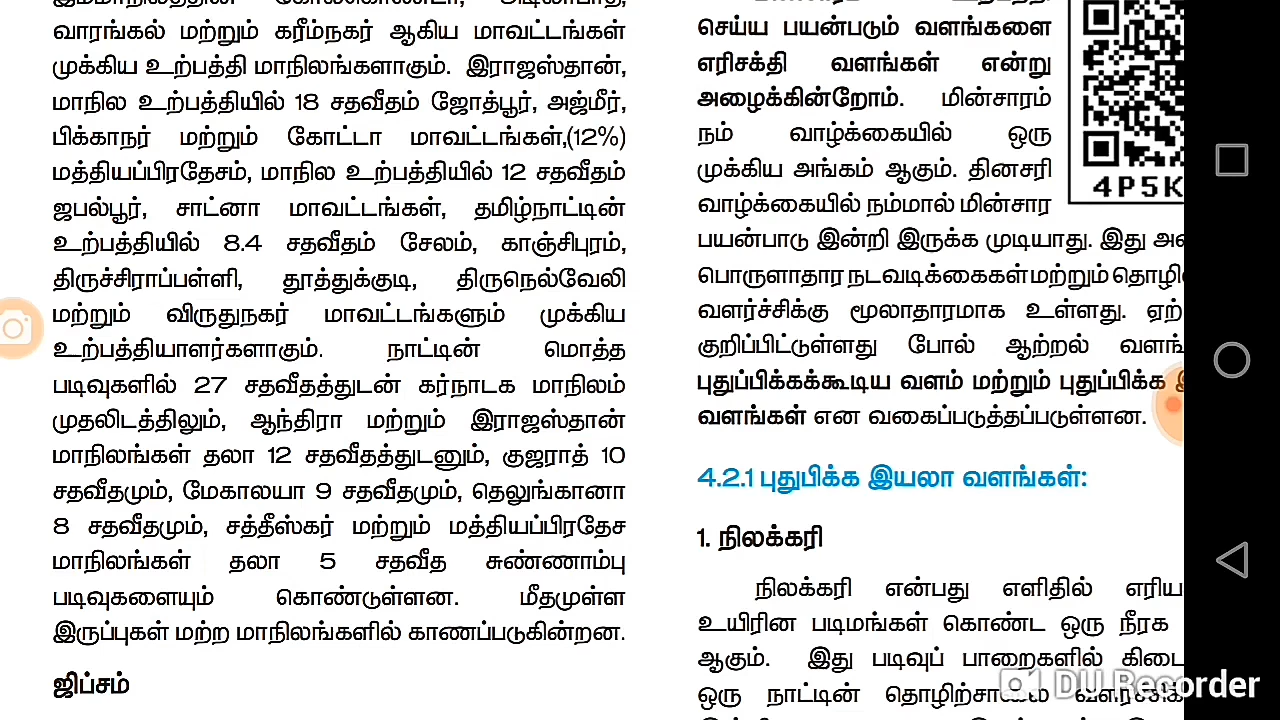 வாரங்கல் மற்றும் கரீம்நகர் ஆகிய மாவட்டங்கள்
முக்கிய உற்பத்தி மாநிலங்களாகும். இராஜஸ்தான்,
மாநில உற்பத்தியில் 18 சதவீதம் ஜோத்பூர், அஜ்மீர்,
பிக்காநர் மற்றும் கோட்டா மாவட்டங்கள்,(12%)
மத்தியப்பிரதேசம், மாநில உற்பத்தியில் 12 சதவீதம்
ஜபல்பூர், சாட்னா மாவட்டங்கள், தமிழ்நாட்டின்
உற்பத்தியில் 8.4 சதவீதம் சேலம், காஞ்சிபுரம்,
திருச்சிராப்பள்ளி, தூத்துக்குடி, திருநெல்வேலி
மற்றும் விருதுநகர் மாவட்டங்களும் முக்கிய
உற்பத்தியாளர்களாகும். நாட்டின் மொத்த
படிவுகளில் 27 சதவீதத்துடன் கர்நாடக மாநிலம்
முதலிடத்திலும், ஆந்திரா மற்றும் இராஜஸ்தான்
மாநிலங்கள் தலா 12 சதவீதத்துடனும், குஜராத் 10
சதவீதமும், மேகாலயா 9 சதவீதமும், தெலுங்கானா
8 சதவீதமும், சத்தீஸ்கர் மற்றும் மத்தியப்பிரதேச
மாநிலங்கள் தலா 5 சதவீத சுண்ணாம்பு
படிவுகளையும் கொண்டுள்ளன. மீதமுள்ள
இருப்புகள் மற்ற மாநிலங்களில் காணப்படுகின்றன.
ஜிப்சம்
செய்ய பயன்படும் வளங்களை
எரிசக்தி வளங்கள் என்று
அழைக்கின்றோம். மின்சாரம்
நம் வாழ்க்கையில் ஒரு
முக்கிய அங்கம் ஆகும். தினசரி
வாழ்க்கையில் நம்மால் மின்சார
4P5K
பயன்பாடு இன்றி இருக்க முடியாது. இது
பொருளாதார நடவடிக்கைகள் மற்றும்
வளர்ச்சிக்கு மூலாதாரமாக உள்ளது.
குறிப்பிட்டுள்ளது போல் ஆற்றல்
புதுப்பிக்கக்கூடிய வளம் மற்றும் புதுப்பிக்க
வளங்கள் என வகைப்படுத்தப்படுள்ளன.
4.2.1 புதுபிக்க இயலா வளங்கள்:
1. நிலக்கரி
நிலக்கரி என்பது எளிதில்
உயிரின படிமங்கள் கொண்ட ஒரு நீரக
ஆகும். இது படிவுப் பாறைகளில்
ஒரு நாட்டின் தொழிற்சாலை
DU Recorder